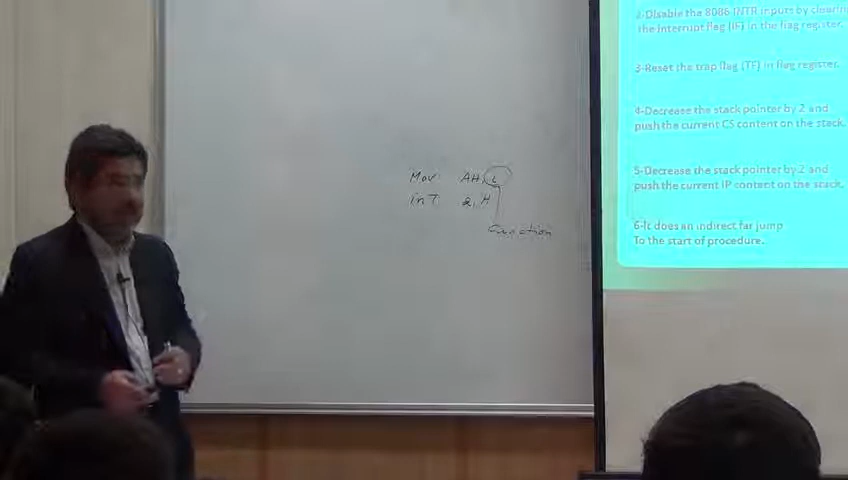 Mov AH, L
inT 21H
Function
2-Disable the 8086 INTR inputs by clearin
the interrupt flag (IF) in the flag register.
3-Reset the trap flag (TF) in flag register.
4-Decrease the stack pointer by 2 and
push the current CS content on the stack.
5-Decrease the stack pointer by 2 and
push the current IP content on the stack.
6-It does an indirect far jump
To the start of procedure.